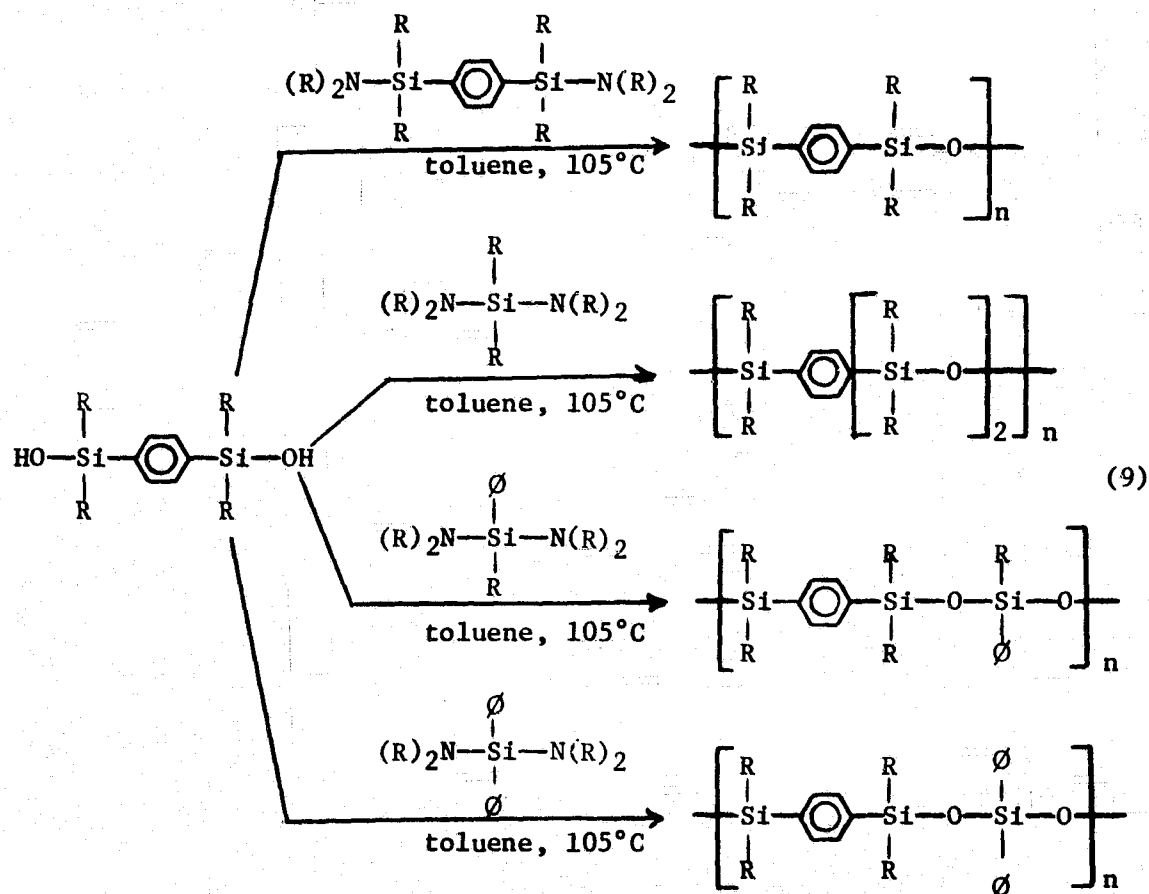 R R
(R)2N—Si—⌬—Si—N(R)2
R R
toluene, 105°C
R R
Si—⌬—Si—O
R R
n
R
(R)2N—Si—N(R)2
R
toluene, 105°C
R R
Si—⌬—Si—O
R R
2 n
R R
HO—Si—⌬—Si—OH
R R
(9)
Ø
(R)2N—Si—N(R)2
R
toluene, 105°C
R R R
Si—⌬—Si—O—Si—O
R R Ø
n
Ø
(R)2N—Si—N(R)2
Ø
toluene, 105°C
R R Ø
Si—⌬—Si—O—Si—O
R R Ø
n